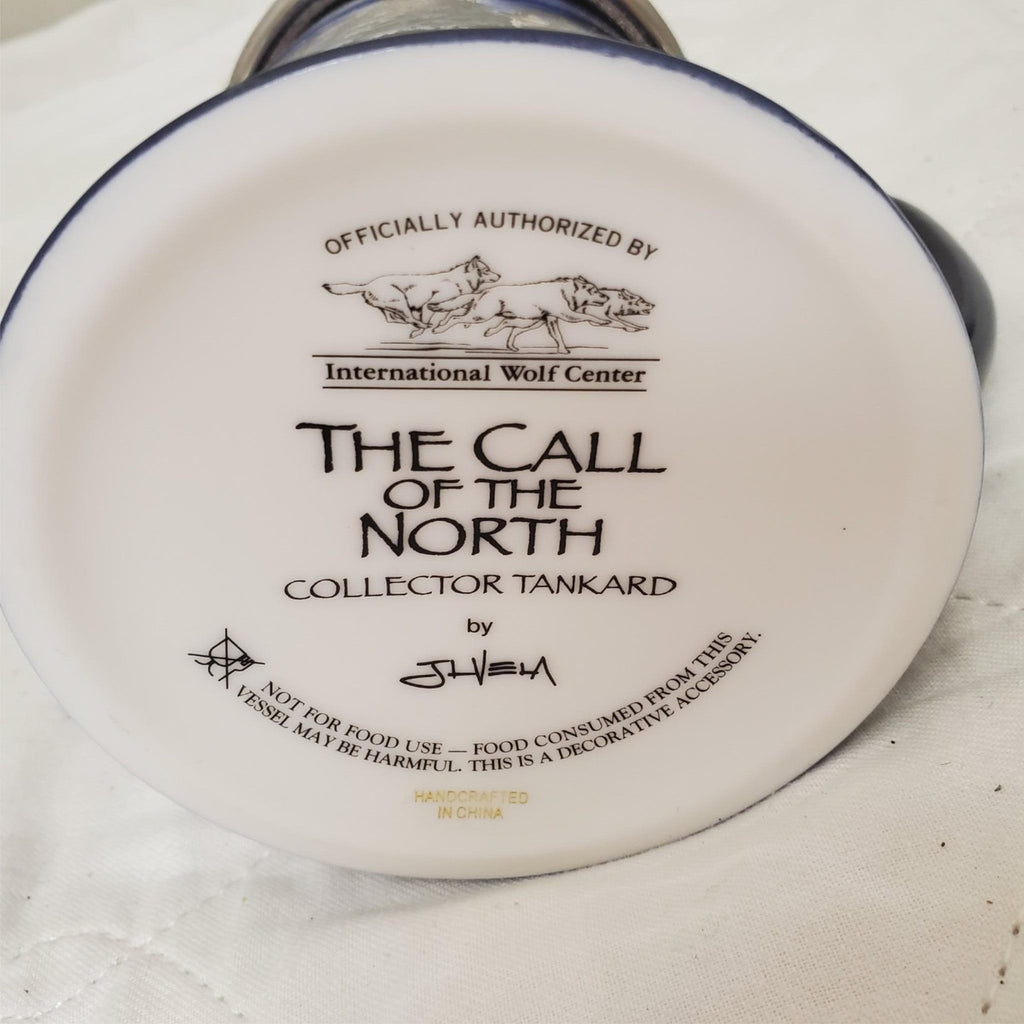 OFFICIALLY AUTHORIZED BY
International Wolf Center
THE CALL
OF THE
NORTH
COLLECTOR TANKARD
by
NOT FOR FOOD USE — FOOD CONSUMED FROM THIS
VESSEL MAY BE HARMFUL. THIS IS A DECORATIVE ACCESSORY.
HANDCRAFTED
IN CHINA